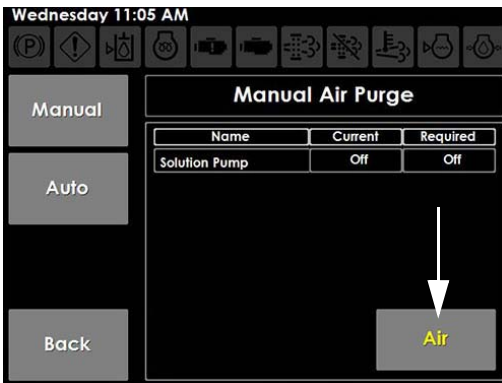 Wednesday 11:05 AM
(P)
Manual
Manual Air Purge
Name Current Required
Solution Pump Off Off
Auto
Back
Air